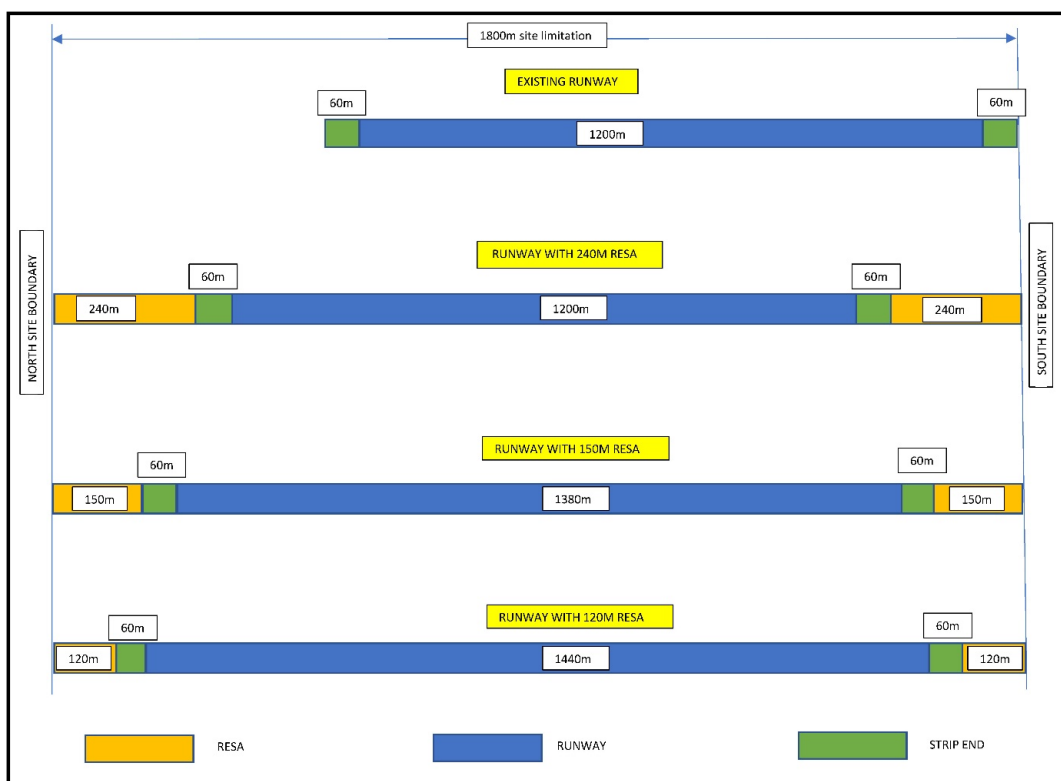 1800m site limitation
EXISTING RUNWAY
60m
60m
1200m
NORTH SITE BOUNDARY
SOUTH SITE BOUNDARY
RUNWAY WITH 240M RESA
60m
60m
240m
1200m
240m
RUNWAY WITH 150M RESA
60m
60m
150m
1380m
150m
RUNWAY WITH 120M RESA
60m
60m
120m
1440m
120m
RESA
RUNWAY
STRIP END